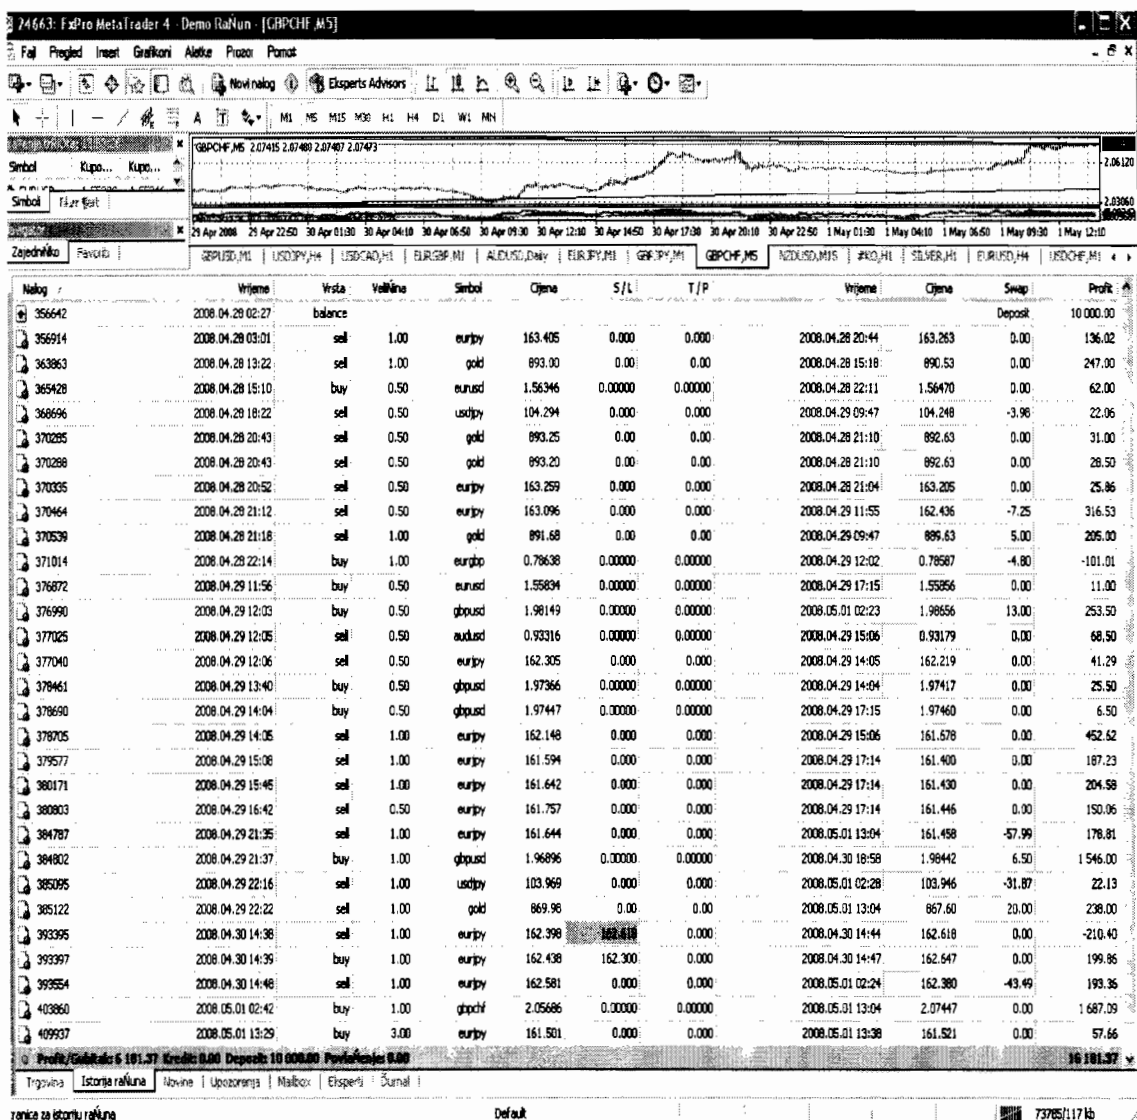 24663: FxPro MetaTrader 4 - Demo RaŃun - [GBPCHF,M5]
Fajl Pregled Insert Grafikoni Alatke Prozor Pomoć
Novi nalog Eksperts Advisors
A T M1 M5 M15 M30 H1 H4 D1 W1 MN
GBPCHF,M5 2.07415 2.07480 2.07407 2.07473
Simbol Kupo... Kupo...
2.06120
Simboli
2.03060
29 Apr 2008 29 Apr 22:50 30 Apr 01:30 30 Apr 04:10 30 Apr 06:50 30 Apr 09:30 30 Apr 12:10 30 Apr 14:50 30 Apr 17:30 30 Apr 20:10 30 Apr 22:50 1 May 01:30 1 May 04:10 1 May 06:50 1 May 09:30 1 May 12:10
Zajedničko Favoriti
GBPUSD,M1 USDJPY,H4 USDCAD,H1 EURGBP,M1 AUDUSD,Daily EURJPY,M1 GBPJPY,M1 GBPCHF,M5 NZDUSD,M15 #KO,H1 SILVER,H1 EURUSD,H4 USDCHF,M1
Nalog / Vrijeme Vrsta VeliŃina Simbol Cijena S / L T / P Vrijeme Cijena Swap Profit
356642 2008.04.28 02:27 balance Deposit 10 000.00
356914 2008.04.28 03:01 sell 1.00 eurjpy 163.405 0.000 0.000 2008.04.28 20:44 163.263 0.00 136.02
363863 2008.04.28 13:22 sell 1.00 gold 893.00 0.00 0.00 2008.04.28 15:18 890.53 0.00 247.00
365428 2008.04.28 15:10 buy 0.50 eurusd 1.56346 0.00000 0.00000 2008.04.28 22:11 1.56470 0.00 62.00
368696 2008.04.28 18:22 sell 0.50 usdjpy 104.294 0.000 0.000 2008.04.29 09:47 104.248 -3.98 22.06
370285 2008.04.28 20:43 sell 0.50 gold 893.25 0.00 0.00 2008.04.28 21:10 892.63 0.00 31.00
370288 2008.04.28 20:43 sell 0.50 gold 893.20 0.00 0.00 2008.04.28 21:10 892.63 0.00 28.50
370335 2008.04.28 20:52 sell 0.50 eurjpy 163.259 0.000 0.000 2008.04.28 21:04 163.205 0.00 25.86
370464 2008.04.28 21:12 sell 0.50 eurjpy 163.096 0.000 0.000 2008.04.29 11:55 162.436 -7.25 316.53
370539 2008.04.28 21:18 sell 1.00 gold 891.68 0.00 0.00 2008.04.29 09:47 889.63 5.00 205.00
371014 2008.04.28 22:14 buy 1.00 eurgbp 0.78638 0.00000 0.00000 2008.04.29 12:02 0.78587 -4.80 -101.01
376872 2008.04.29 11:56 buy 0.50 eurusd 1.55834 0.00000 0.00000 2008.04.29 17:15 1.55856 0.00 11.00
376990 2008.04.29 12:03 buy 0.50 gbpusd 1.98149 0.00000 0.00000 2008.05.01 02:23 1.98656 13.00 253.50
377025 2008.04.29 12:05 sell 0.50 audusd 0.93316 0.00000 0.00000 2008.04.29 15:06 0.93179 0.00 68.50
377040 2008.04.29 12:06 sell 0.50 eurjpy 162.305 0.000 0.000 2008.04.29 14:05 162.219 0.00 41.29
378461 2008.04.29 13:40 buy 0.50 gbpusd 1.97366 0.00000 0.00000 2008.04.29 14:04 1.97417 0.00 25.50
378690 2008.04.29 14:04 buy 0.50 gbpusd 1.97447 0.00000 0.00000 2008.04.29 17:15 1.97460 0.00 6.50
378705 2008.04.29 14:05 sell 1.00 eurjpy 162.148 0.000 0.000 2008.04.29 15:06 161.678 0.00 452.62
379577 2008.04.29 15:08 sell 1.00 eurjpy 161.594 0.000 0.000 2008.04.29 17:14 161.400 0.00 187.23
380171 2008.04.29 15:46 sell 1.00 eurjpy 161.642 0.000 0.000 2008.04.29 17:14 161.430 0.00 204.58
380803 2008.04.29 16:42 sell 0.50 eurjpy 161.757 0.000 0.000 2008.04.29 17:14 161.446 0.00 150.06
384787 2008.04.29 21:35 sell 1.00 eurjpy 161.644 0.000 0.000 2008.05.01 13:04 161.458 -57.99 178.81
384802 2008.04.29 21:37 buy 1.00 gbpusd 1.96896 0.00000 0.00000 2008.04.30 18:58 1.98442 6.50 1 546.00
385095 2008.04.29 22:16 sell 1.00 usdjpy 103.969 0.000 0.000 2008.05.01 02:28 103.946 -31.87 22.13
385122 2008.04.29 22:22 sell 1.00 gold 869.98 0.00 0.00 2008.05.01 13:04 867.60 20.00 238.00
393395 2008.04.30 14:38 sell 1.00 eurjpy 162.398 162.618 0.000 2008.04.30 14:44 162.618 0.00 -210.40
393397 2008.04.30 14:39 buy 1.00 eurjpy 162.438 162.300 0.000 2008.04.30 14:47 162.647 0.00 199.86
393554 2008.04.30 14:48 sell 1.00 eurjpy 162.581 0.000 0.000 2008.05.01 02:24 162.380 -43.49 193.36
403860 2008.05.01 02:42 buy 1.00 gbpchf 2.05686 0.00000 0.00000 2008.05.01 13:04 2.07447 0.00 1 687.09
409937 2008.05.01 13:29 buy 3.00 eurjpy 161.501 0.000 0.000 2008.05.01 13:38 161.521 0.00 57.66
Profit/Gubitak: 6 181.37 Kredit: 0.00 Deposit: 10 000.00 Povlačenje: 0.00 16 181.37
Trgovina Istorija raŃuna Novine Upozorenja Mailbox Eksperti Žurnal
zanica za istoriju raŃuna Default 73765/117 kb